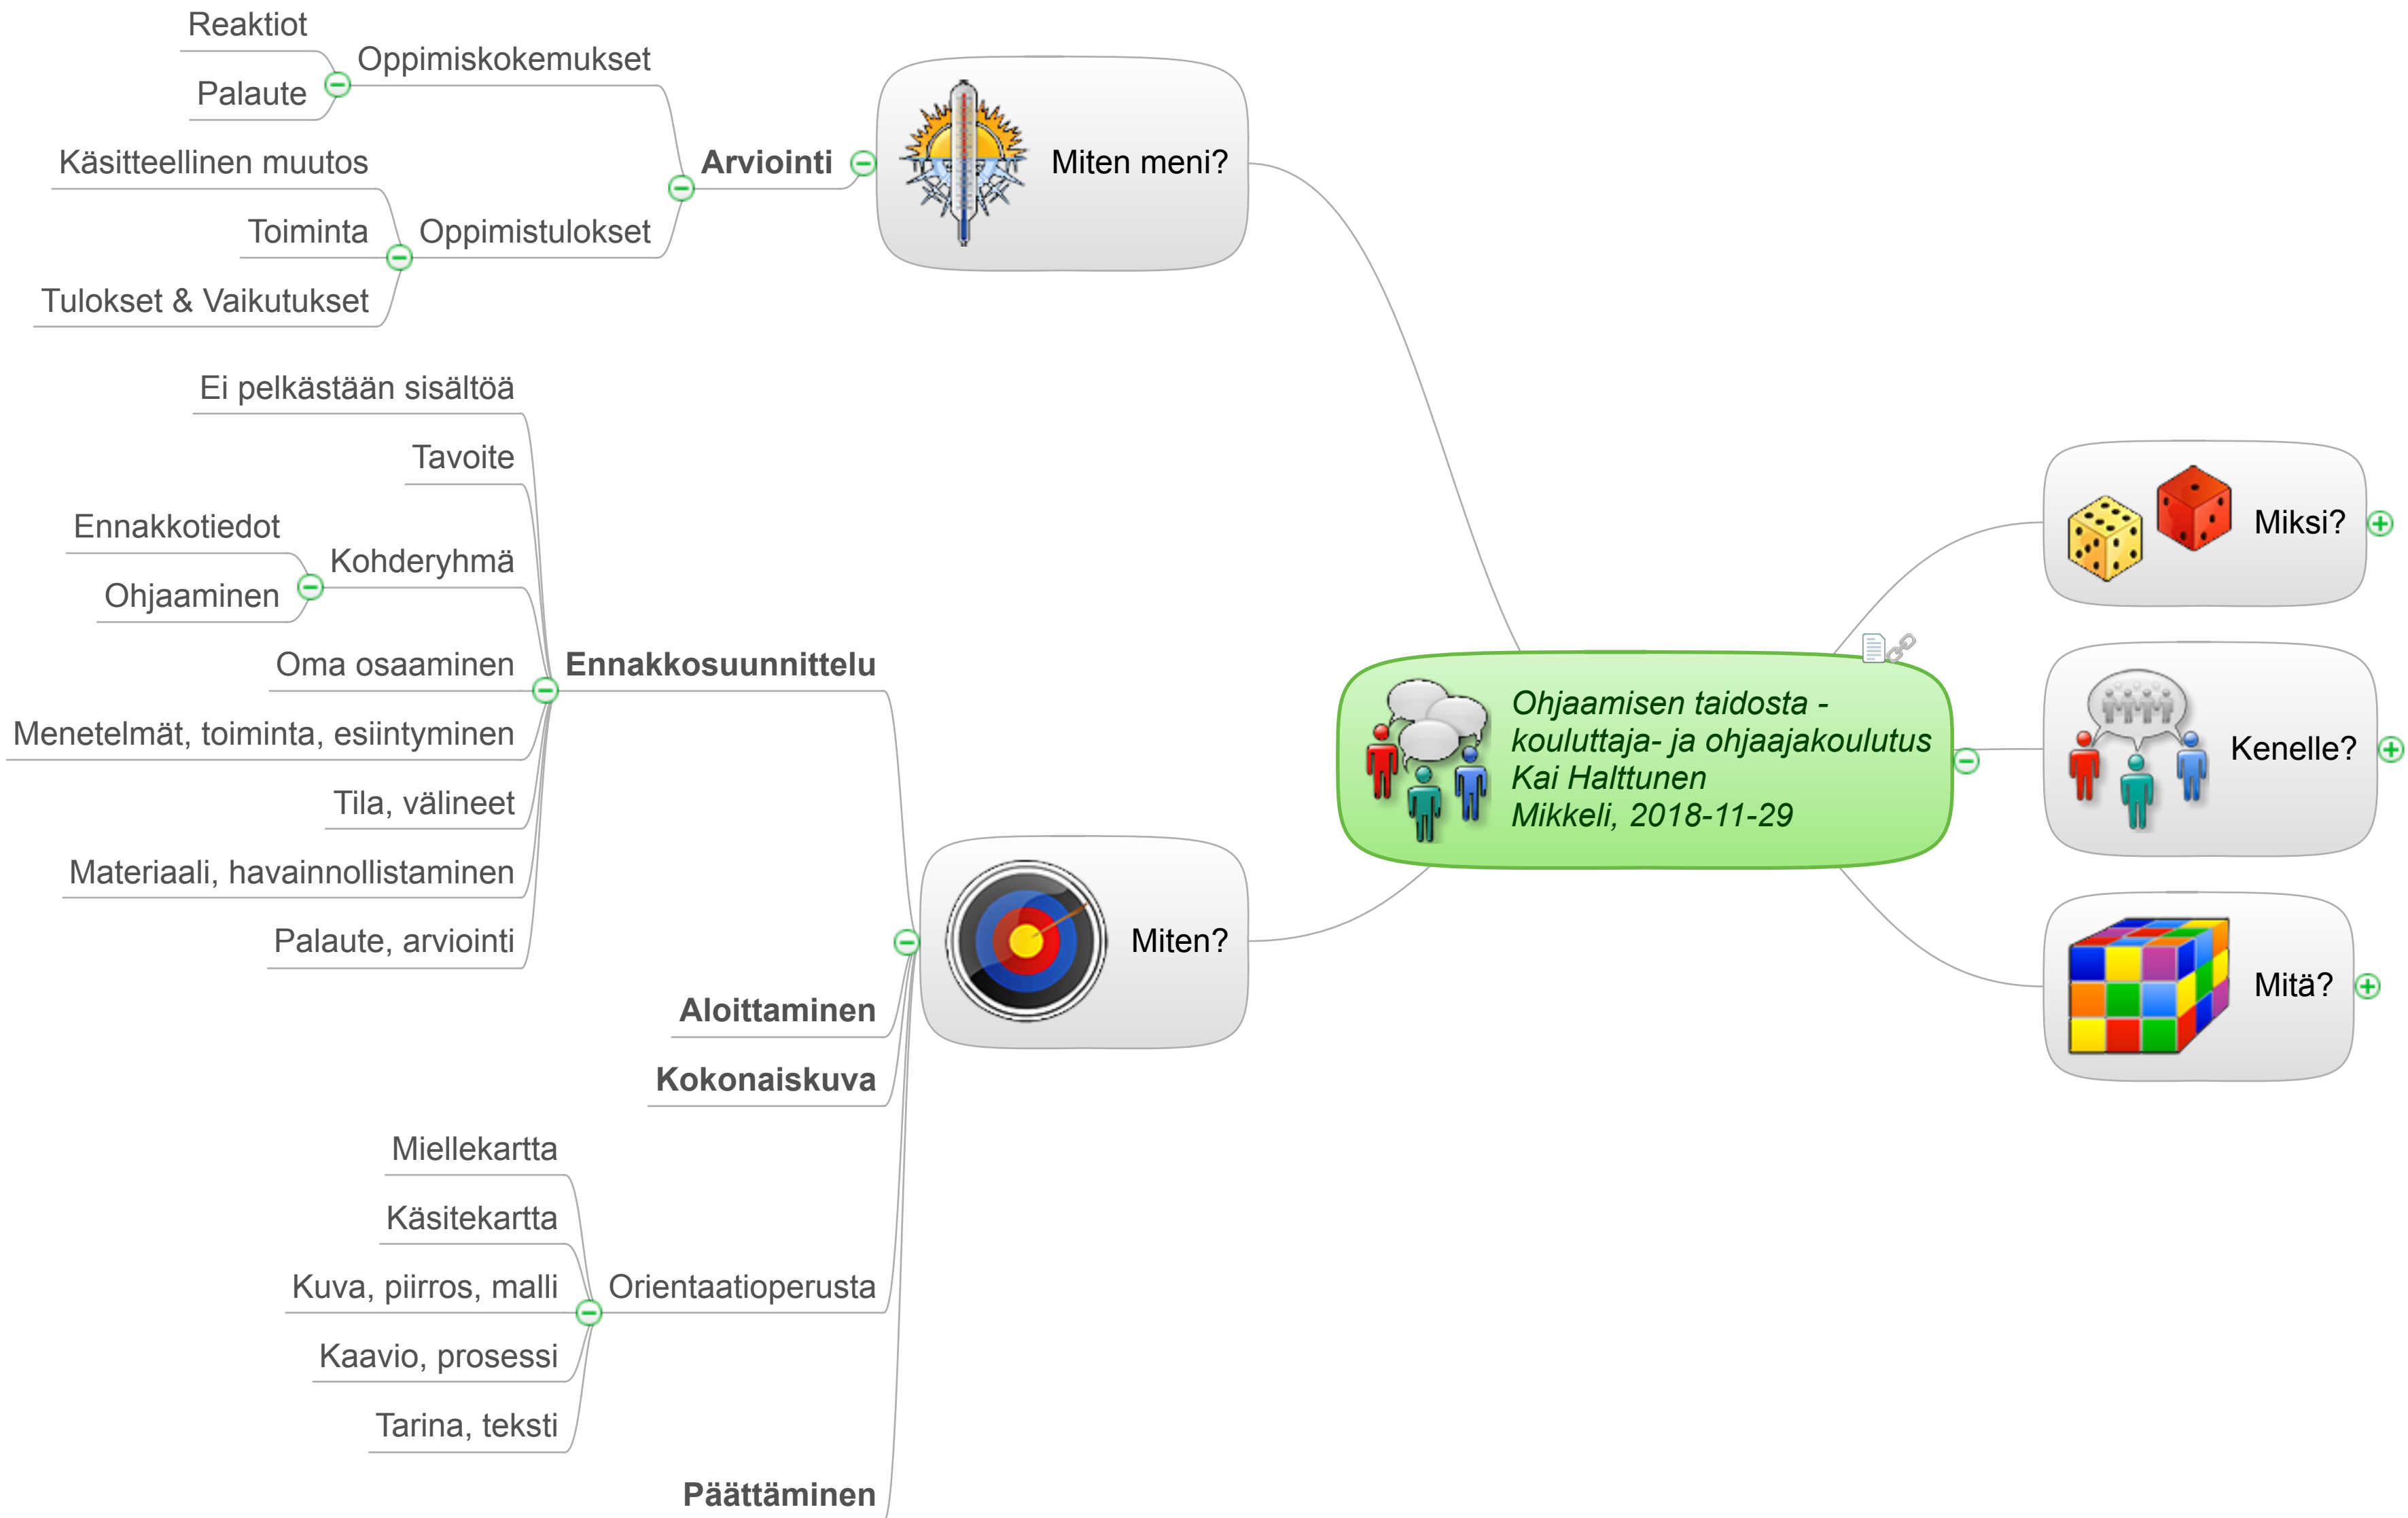 Reaktiot
Oppimiskokemukset
Palaute
Käsitteellinen muutos
Arviointi
Miten meni?
Toiminta
Oppimistulokset
Tulokset & Vaikutukset
Ei pelkästään sisältöä
Tavoite
Ennakkotiedot
Kohderyhmä
Ohjaaminen
Oma osaaminen
Ennakkosuunnittelu
Menetelmät, toiminta, esiintyminen
Tila, välineet
Materiaali, havainnollistaminen
Palaute, arviointi
Miten?
Aloittaminen
Kokonaiskuva
Miellekartta
Käsitekartta
Kuva, piirros, malli
Orientaatioperusta
Kaavio, prosessi
Tarina, teksti
Päättäminen
Ohjaamisen taidosta -
kouluttaja- ja ohjaajakoulutus
Kai Halttunen
Mikkeli, 2018-11-29
Miksi?
Kenelle?
Mitä?